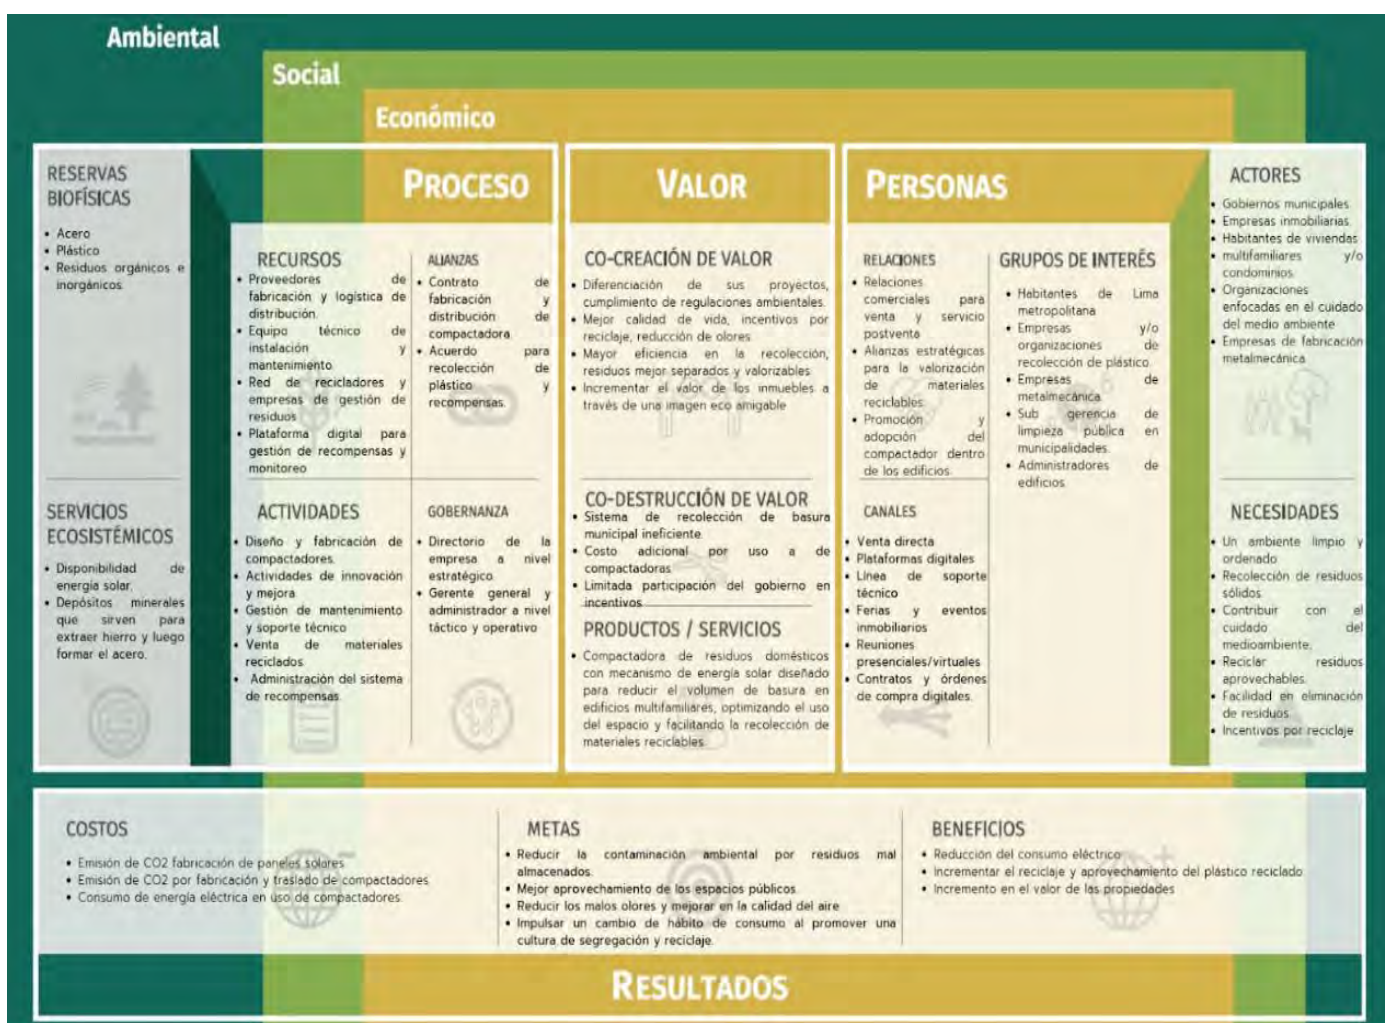 Ambiental
Social
Económico
RESERVAS
BIOFÍSICAS
• Acero
• Plástico
• Residuos orgánicos e
inorgánicos.
SERVICIOS
ECOSISTÉMICOS
• Disponibilidad de
energía solar.
• Depósitos minerales
que sirven para
extraer hierro y luego
formar el acero.
PROCESO
RECURSOS
• Proveedores de
fabricación y logística de
distribución.
• Equipo técnico de
instalación y
mantenimiento
• Red de recicladores y
empresas de gestión de
residuos
• Plataforma digital para
gestión de recompensas y
monitoreo
ALIANZAS
• Contrato de
fabricación y
distribución de
compactadora
• Acuerdo para
recolección de
plástico y
recompensas.
ACTIVIDADES
• Diseño y fabricación de
compactadores.
• Actividades de innovación
y mejora
• Gestión de mantenimiento
y soporte técnico
• Venta de materiales
reciclados
• Administración del sistema
de recompensas
GOBERNANZA
• Directorio de la
empresa a nivel
estratégico
• Gerente general y
administrador a nivel
táctico y operativo
VALOR
CO-CREACIÓN DE VALOR
• Diferenciación de sus proyectos,
cumplimiento de regulaciones ambientales.
• Mejor calidad de vida, incentivos por
reciclaje, reducción de olores.
• Mayor eficiencia en la recolección,
residuos mejor separados y valorizables
• Incrementar el valor de los inmuebles a
través de una imagen eco amigable
CO-DESTRUCCIÓN DE VALOR
• Sistema de recolección de basura
municipal ineficiente.
• Costo adicional por uso a de
compactadoras
• Limitada participación del gobierno en
incentivos
PRODUCTOS / SERVICIOS
• Compactadora de residuos domésticos
con mecanismo de energía solar diseñado
para reducir el volumen de basura en
edificios multifamiliares, optimizando el uso
del espacio y facilitando la recolección de
materiales reciclables
PERSONAS
RELACIONES
• Relaciones
comerciales para
venta y servicio
postventa
• Alianzas estratégicas
para la valorización
de materiales
reciclables
• Promoción y
adopción del
compactador dentro
de los edificios
GRUPOS DE INTERÉS
• Habitantes de Lima
metropolitana
• Empresas y/o
organizaciones de
recolección de plástico
• Empresas de
metalmecánica
• Sub gerencia de
limpieza pública en
municipalidades.
• Administradores de
edificios
CANALES
• Venta directa
• Plataformas digitales
• Línea de soporte
técnico
• Ferias y eventos
inmobiliarios
• Reuniones
presenciales/virtuales
• Contratos y órdenes
de compra digitales.
ACTORES
• Gobiernos municipales
• Empresas inmobiliarias
• Habitantes de viviendas
• multifamiliares y/o
condominios
• Organizaciones
enfocadas en el cuidado
del medio ambiente
• Empresas de fabricación
metalmecánica
NECESIDADES
• Un ambiente limpio y
ordenado
• Recolección de residuos
sólidos.
• Contribuir con el
cuidado del
medioambiente.
• Reciclar residuos
aprovechables.
• Facilidad en eliminación
de residuos
• Incentivos por reciclaje
COSTOS
• Emisión de CO2 fabricación de paneles solares
• Emisión de CO2 por fabricación y traslado de compactadores
• Consumo de energía eléctrica en uso de compactadores
METAS
• Reducir la contaminación ambiental por residuos mal
almacenados.
• Mejor aprovechamiento de los espacios públicos
• Reducir los malos olores y mejorar en la calidad del aire
• Impulsar un cambio de hábito de consumo al promover una
cultura de segregación y reciclaje.
BENEFICIOS
• Reducción del consumo eléctrico
• Incrementar el reciclaje y aprovechamiento del plástico reciclado
• Incremento en el valor de las propiedades
RESULTADOS